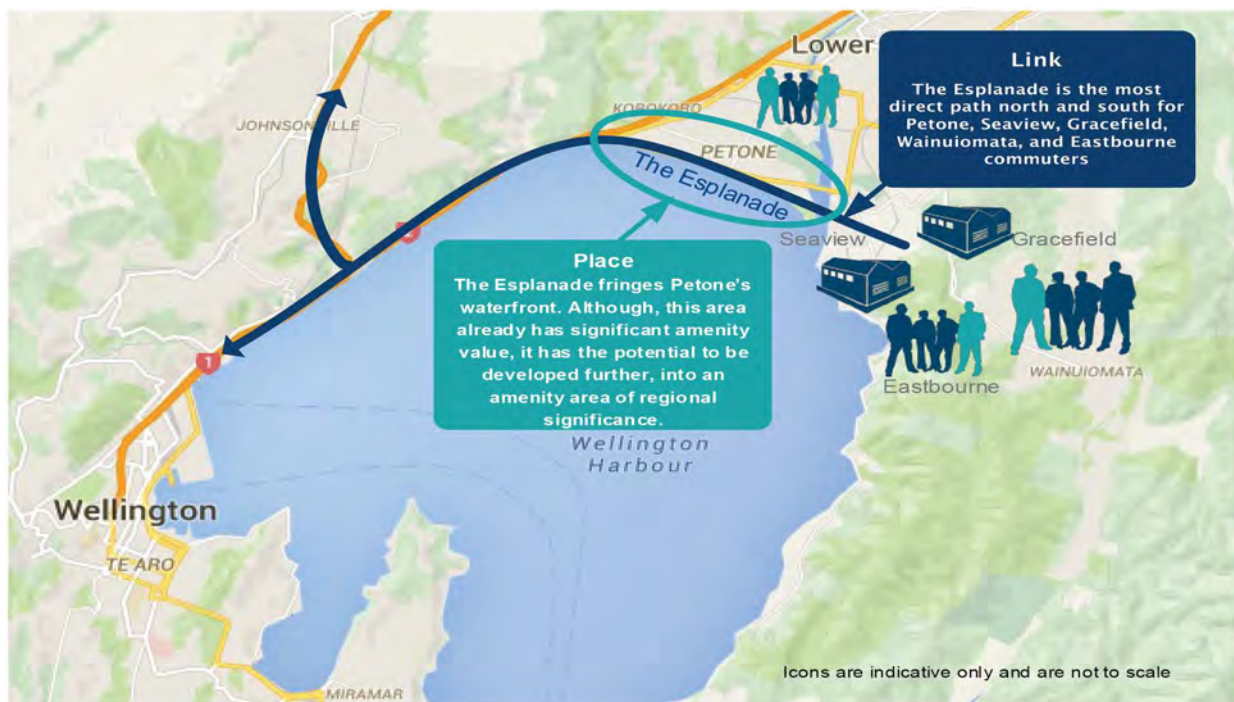 Lower
Link
The Esplanade is the most
direct path north and south for
Petone, Seaview, Gracefield,
Wainuiomata, and Eastbourne
commuters
KOROKORO
JOHNSONVILLE
PETONE
The Esplanade
2
Seaview
Gracefield
Place
The Esplanade fringes Petone's
waterfront. Although, this area
already has significant amenity
value, it has the potential to be
developed further, into an
amenity area of regional
significance.
1
WAINUIOMATA
Eastbourne
Wellington
Harbour
Wellington
TE ARO
MIRAMAR
Icons are indicative only and are not to scale